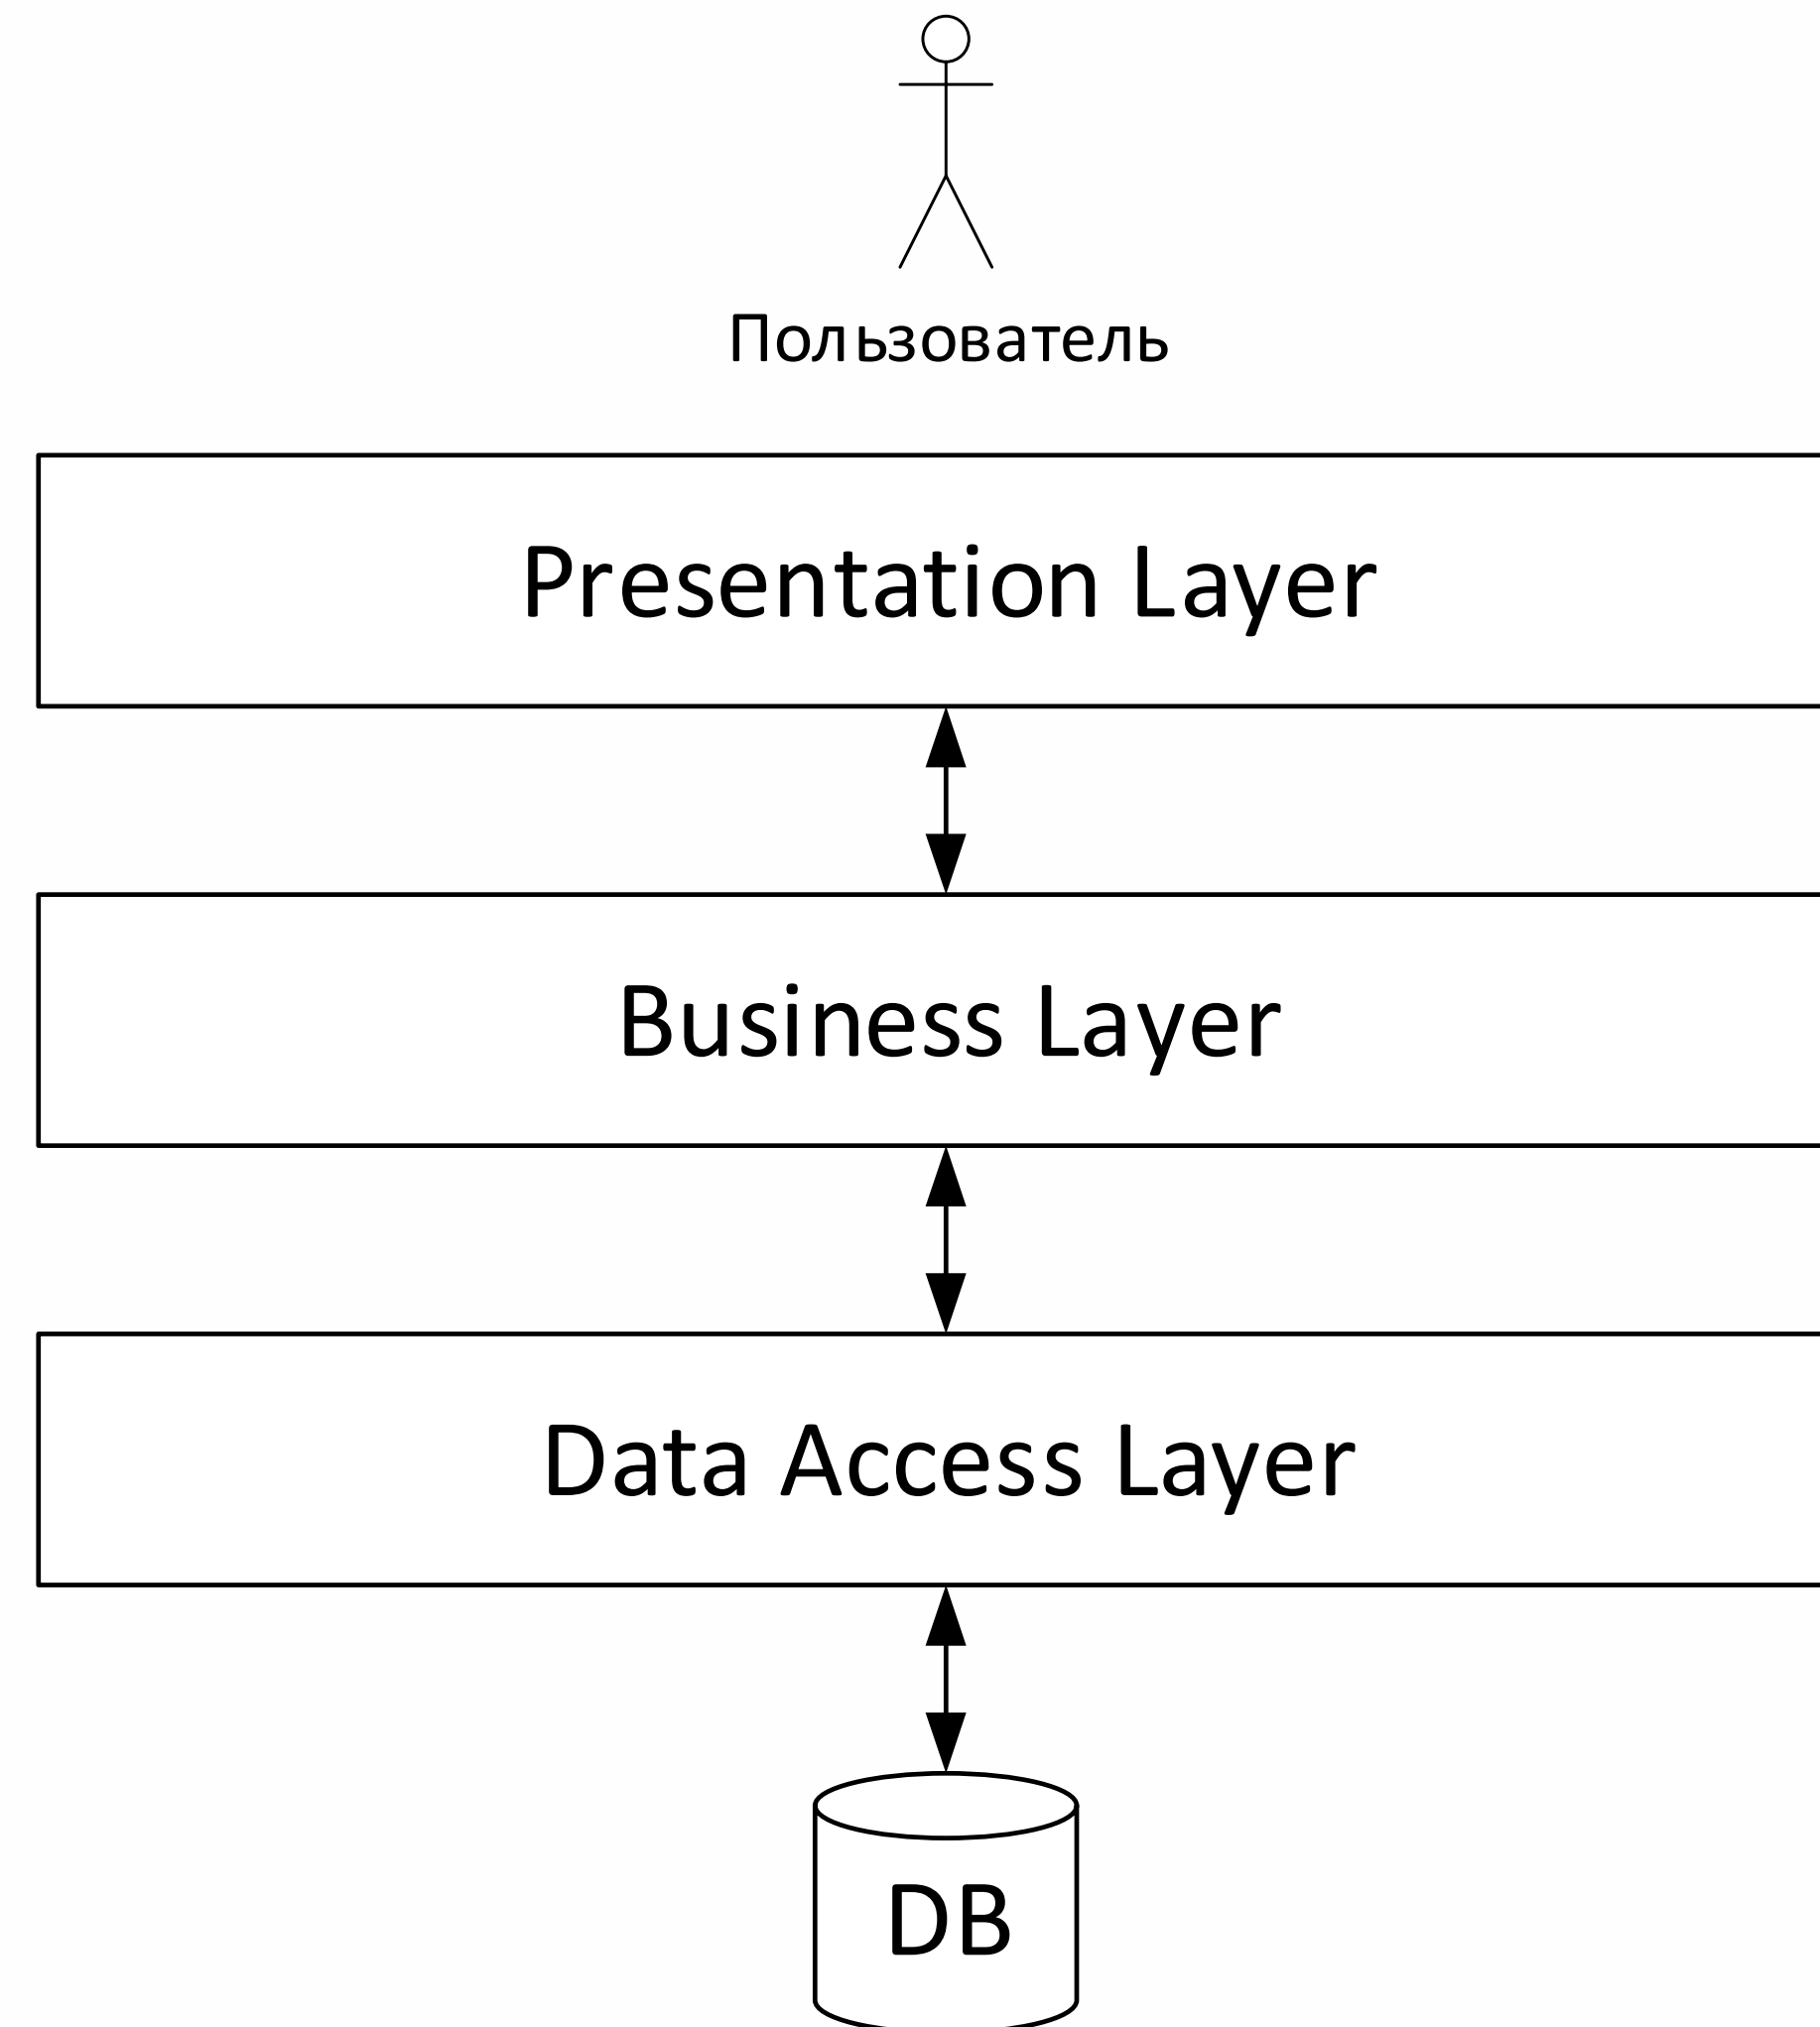 Пользователь
Presentation Layer
Business Layer
Data Access Layer
DB